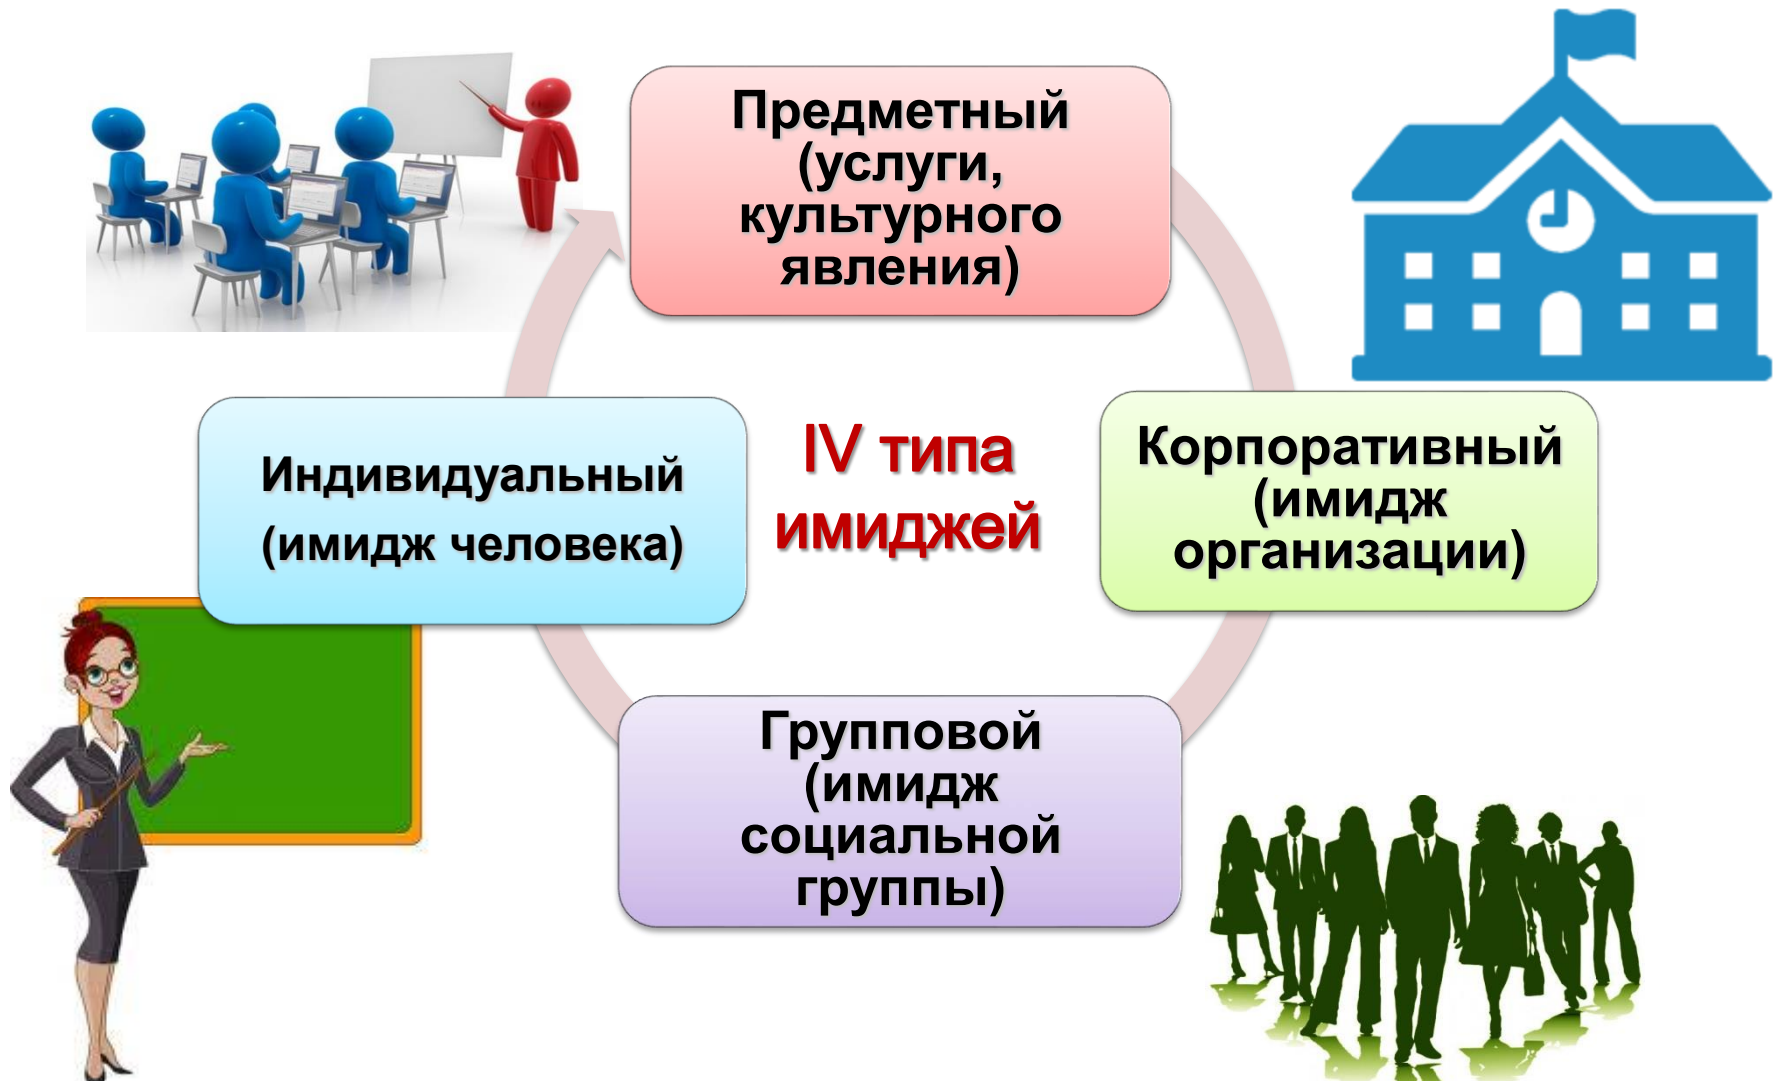 Предметный
(услуги,
культурного
явления)
Индивидуальный
(имидж человека)
IV типа
имиджей
Корпоративный
(имидж
организации)
Групповой
(имидж
социальной
группы)